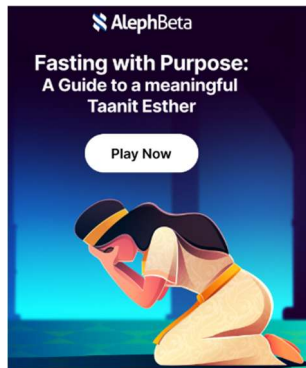 AlephBeta
Fasting with Purpose:
A Guide to a meaningful
Taanit Esther
Play Now